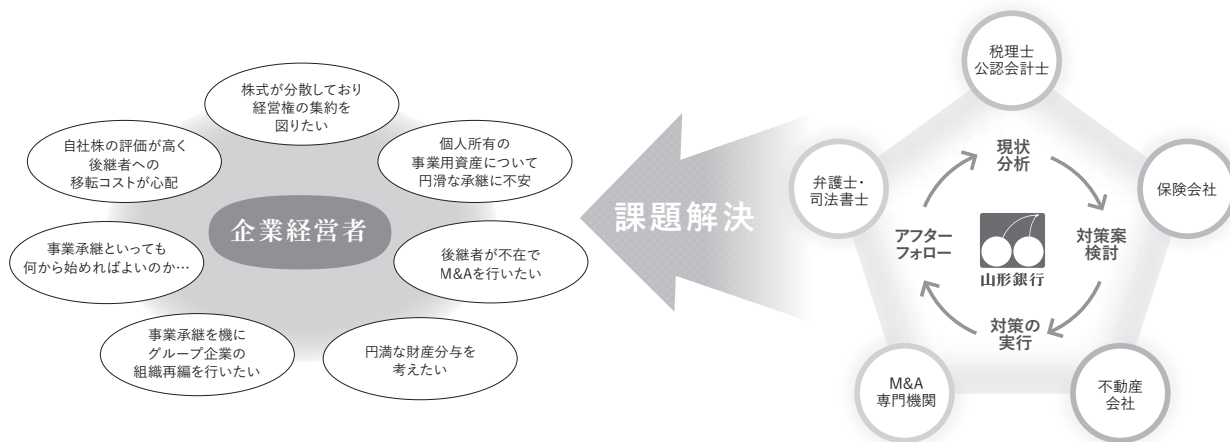 株式が分散しており
経営権の集約を
図りたい
自社株の評価が高く
後継者への
移転コストが心配
個人所有の
事業用資産について
円滑な承継に不安
企業経営者
事業承継といっても
何から始めればよいのか…
後継者が不在で
M&Aを行いたい
事業承継を機に
グループ企業の
組織再編を行いたい
円満な財産分与を
考えたい
課題解決
税理士
公認会計士
弁護士・
司法書士
保険会社
現状
分析
アフター
フォロー
対策案
検討
山形銀行
対策の
実行
M&A
専門機関
不動産
会社